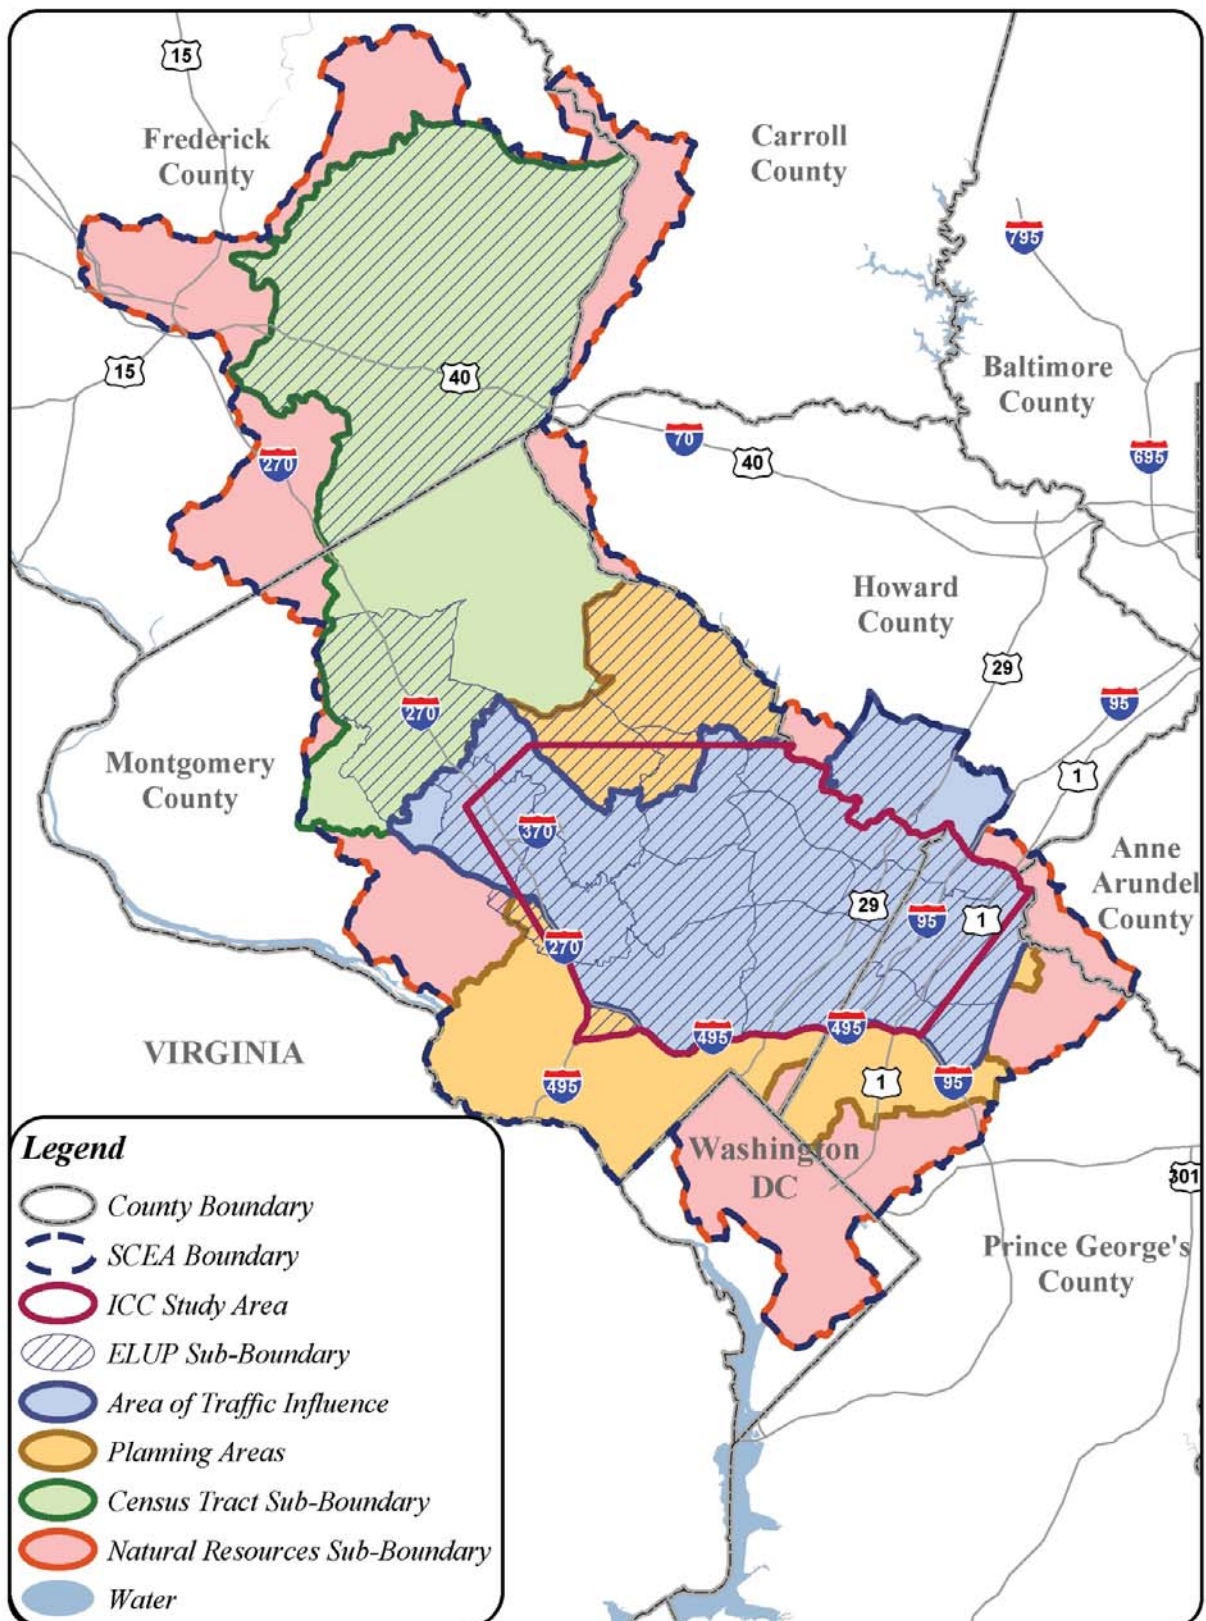 15
Frederick
County
Carroll
County
795
15
40
Baltimore
County
70
40
270
695
Howard
County
29
270
95
Montgomery
County
1
370
Anne
Arundel
County
29
95
1
270
VIRGINIA
495
495
495
1
95
Washington
DC
301
Prince George's
County
Legend
County Boundary
SCEA Boundary
ICC Study Area
ELUP Sub-Boundary
Area of Traffic Influence
Planning Areas
Census Tract Sub-Boundary
Natural Resources Sub-Boundary
Water